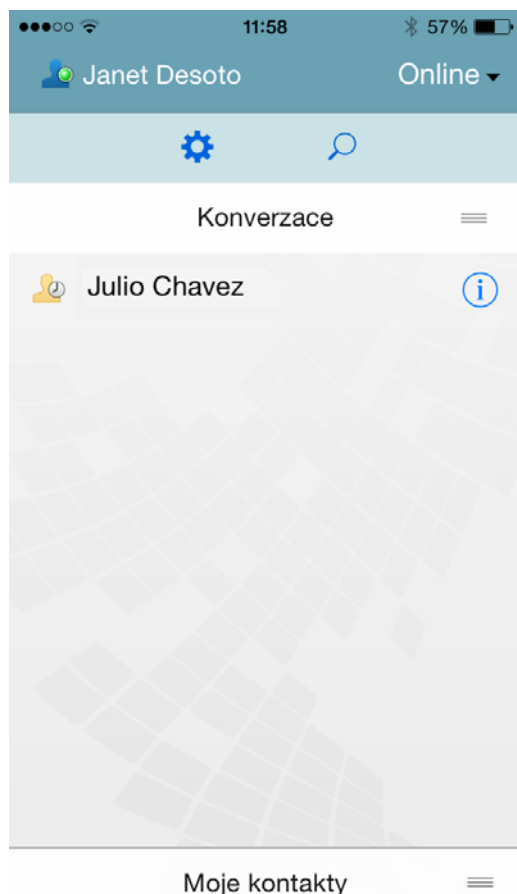 11:58 57%
Janet Desoto Online
Konverzace
Julio Chavez
Moje kontakty